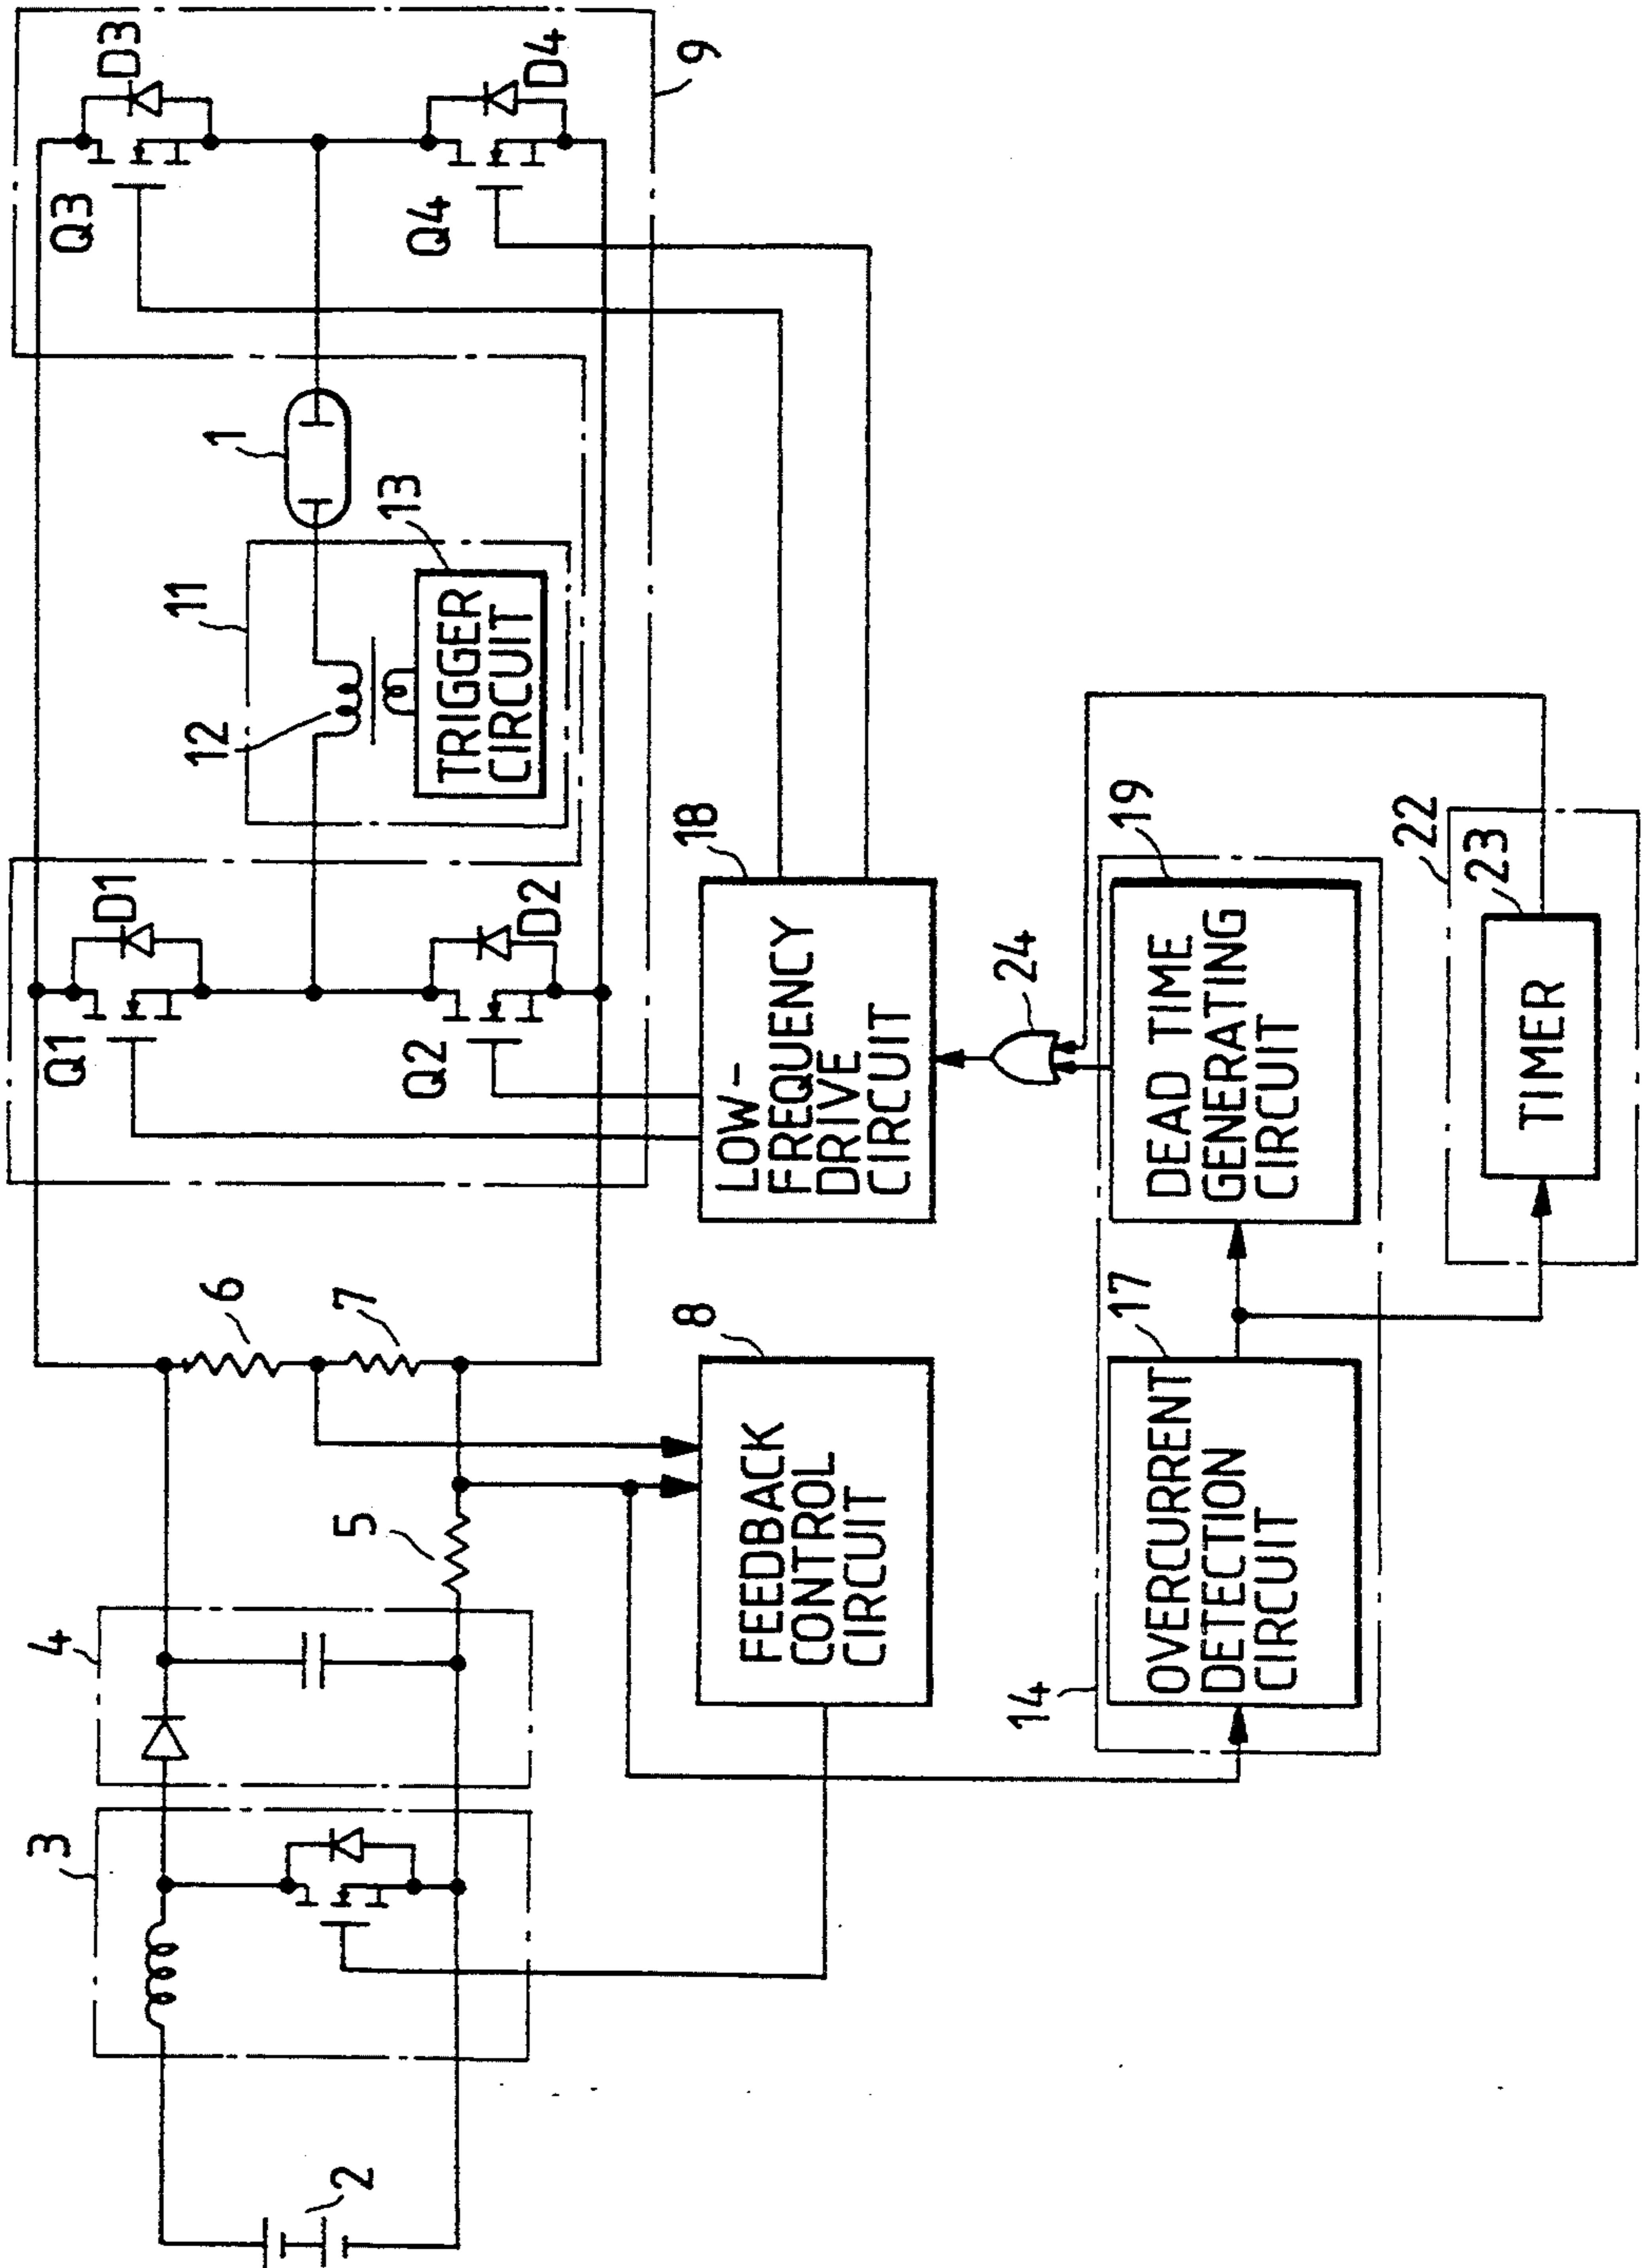 2
3
4
5
6
7
8
FEEDBACK
CONTROL
CIRCUIT
Q1
D1
Q2
D2
12
11
TRIGGER
CIRCUIT
13
1
Q3
D3
Q4
D4
9
LOW-
FREQUENCY
DRIVE
CIRCUIT
18
24
14
OVERCURRENT
DETECTION
CIRCUIT
17
DEAD TIME
GENERATING
CIRCUIT
19
22
23
TIMER